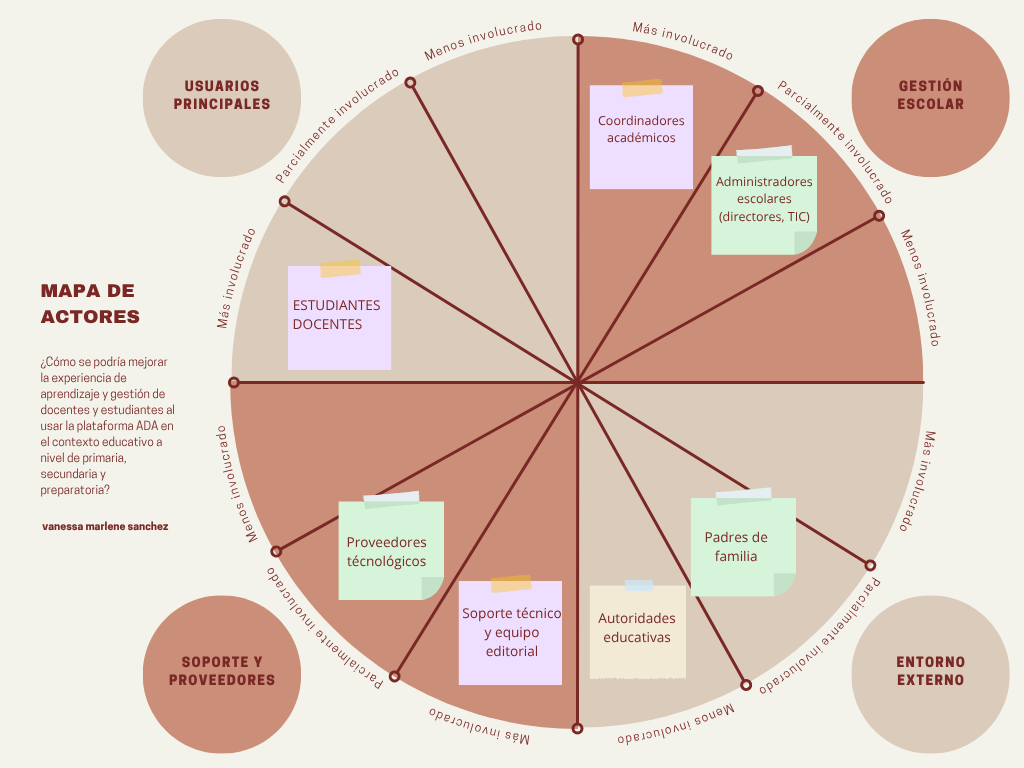 MAPA DE
ACTORES
¿Cómo se podría mejorar
la experiencia de
aprendizaje y gestión de
docentes y estudiantes al
usar la plataforma ADA en
el contexto educativo a
nivel de primaria,
secundaria y
preparatoria?
vanessa marlene sanchez
USUARIOS
PRINCIPALES
Más involucrado
Parcialmente involucrado
Menos involucrado
ESTUDIANTES
DOCENTES
GESTIÓN
ESCOLAR
Más involucrado
Parcialmente involucrado
Menos involucrado
Coordinadores
académicos
Administradores
escolares
(directores, TIC)
SOPORTE Y
PROVEEDORES
Menos involucrado
Parcialmente involucrado
Más involucrado
Proveedores
técnológicos
Soporte técnico
y equipo
editorial
ENTORNO
EXTERNO
Más involucrado
Parcialmente involucrado
Menos involucrado
Padres de
familia
Autoridades
educativas